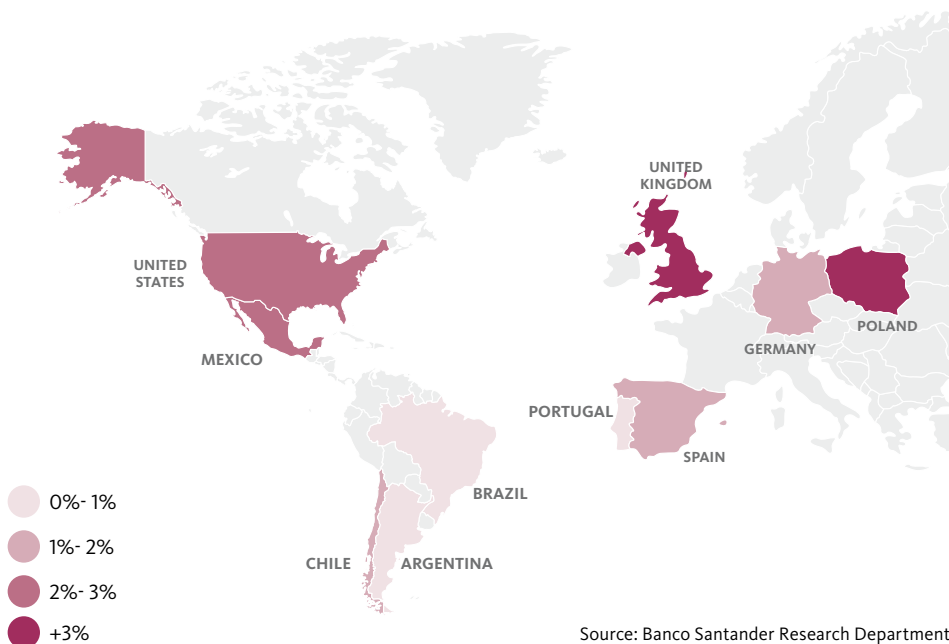 UNITED
KINGDOM
UNITED
STATES
POLAND
GERMANY
MEXICO
PORTUGAL
SPAIN
BRAZIL
CHILE
ARGENTINA
0%- 1%
1%- 2%
2%- 3%
+3%
Source: Banco Santander Research Department